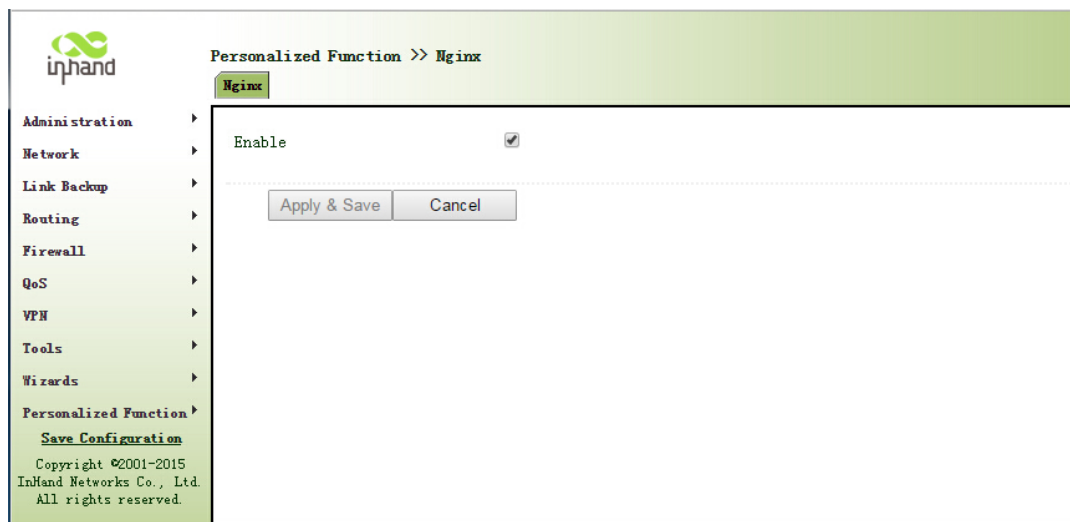 inhand
Personalized Function >> Nginx
Nginx
Administration
Network
Link Backup
Routing
Firewall
QoS
VPN
Tools
Wizards
Personalized Function
Save Configuration
Copyright ©2001-2015
InHand Networks Co., Ltd.
All rights reserved.
Enable
Apply & Save
Cancel